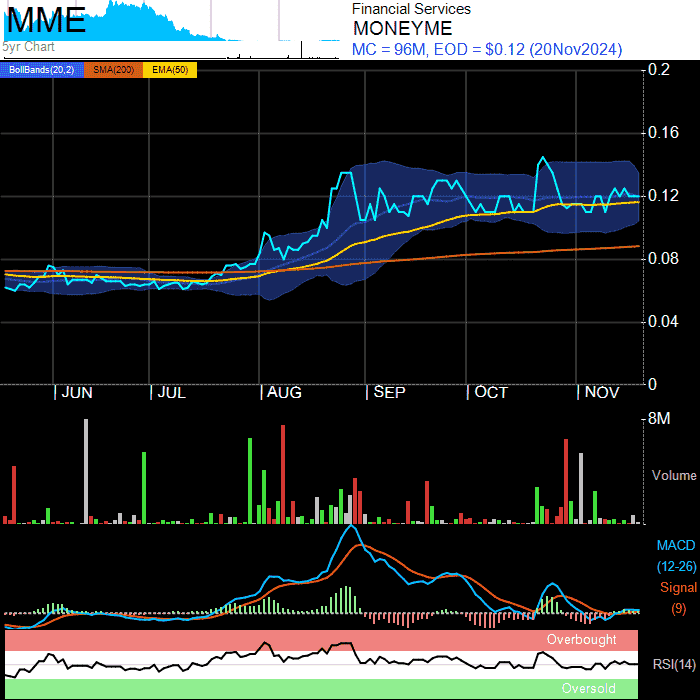 MME
5yr Chart
Financial Services
MONEYME
MC = 96M, EOD = $0.12 (20Nov2024)
BollBands(20,2) SMA(200) EMA(50)
0.2
0.16
0.12
0.08
0.04
0
JUN JUL AUG SEP OCT NOV
8M
Volume
MACD
(12-26)
Signal
(9)
Overbought
RSI(14)
Oversold